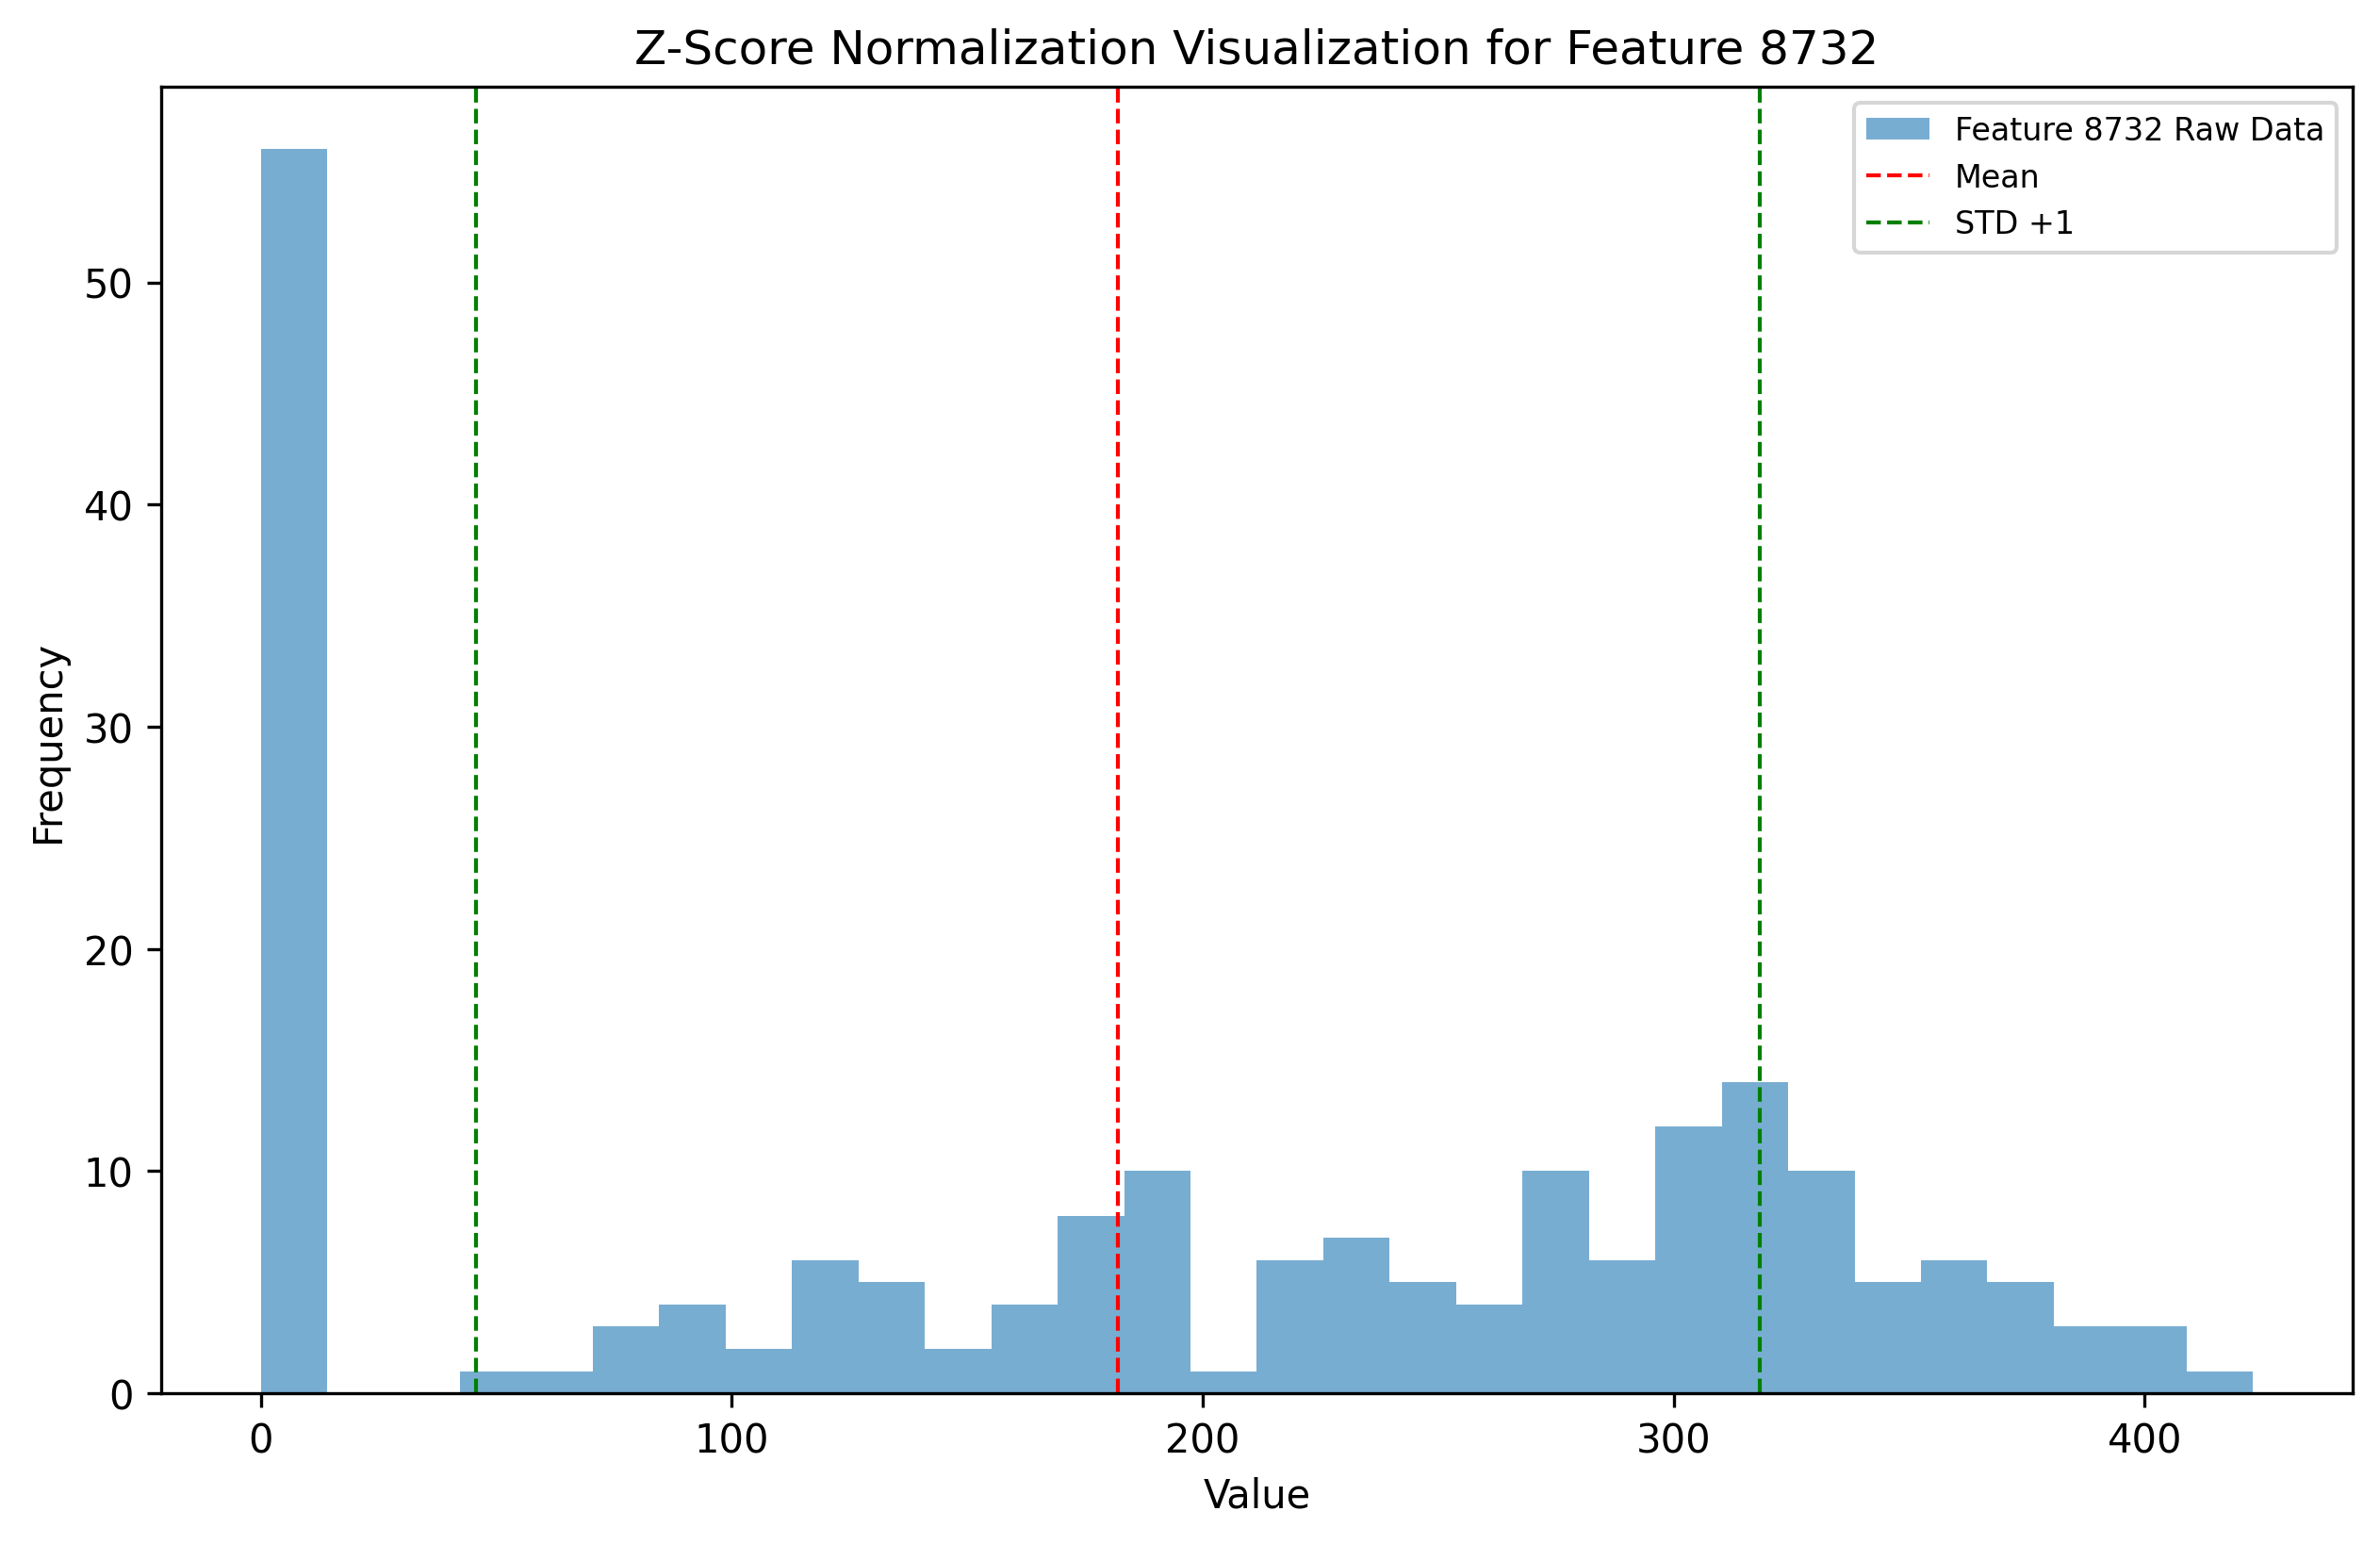 Z-Score Normalization Visualization for Feature 8732
Feature 8732 Raw Data
Mean
STD +1
50
40
30
20
10
0
Frequency
0 100 200 300 400
Value